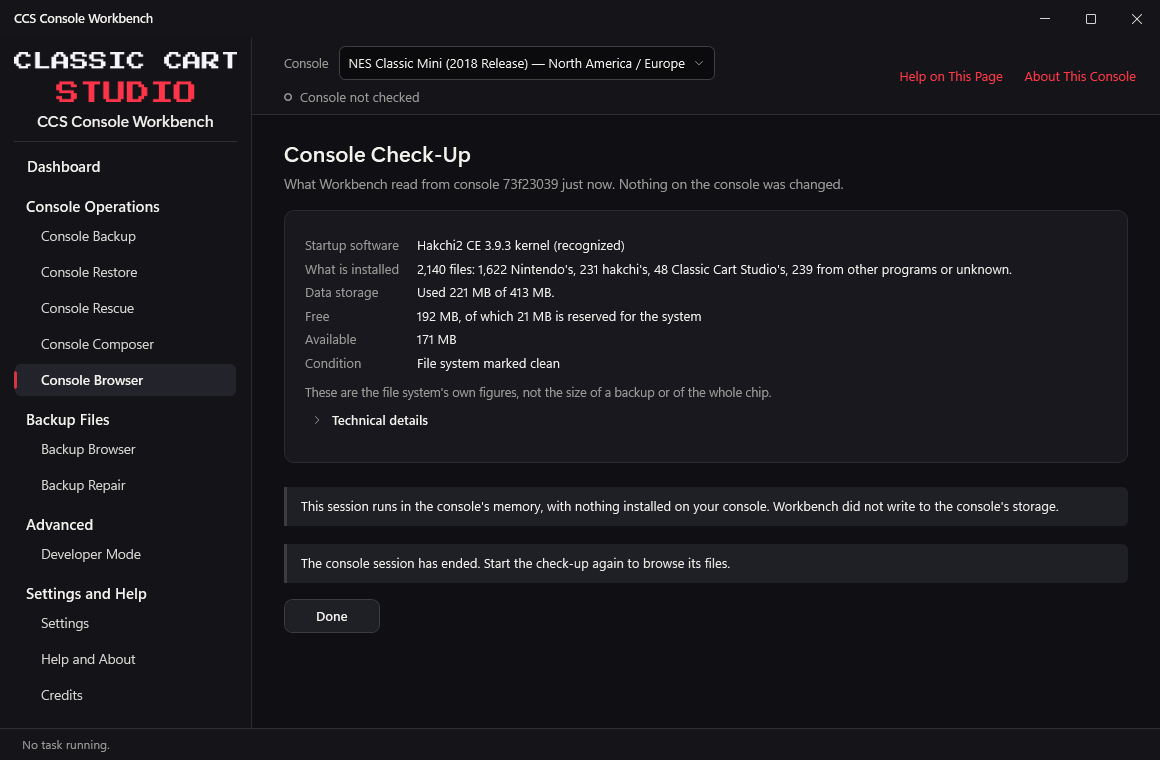 CCS Console Workbench
CLASSIC CART
STUDIO
CCS Console Workbench
Dashboard
Console Operations
Console Backup
Console Restore
Console Rescue
Console Composer
Console Browser
Backup Files
Backup Browser
Backup Repair
Advanced
Developer Mode
Settings and Help
Settings
Help and About
Credits
Console NES Classic Mini (2018 Release) — North America / Europe
Console not checked
Help on This Page About This Console
Console Check-Up
What Workbench read from console 73f23039 just now. Nothing on the console was changed.
Startup software Hakchi2 CE 3.9.3 kernel (recognized)
What is installed 2,140 files: 1,622 Nintendo's, 231 hakchi's, 48 Classic Cart Studio's, 239 from other programs or unknown.
Data storage Used 221 MB of 413 MB.
Free 192 MB, of which 21 MB is reserved for the system
Available 171 MB
Condition File system marked clean
These are the file system's own figures, not the size of a backup or of the whole chip.
Technical details
This session runs in the console's memory, with nothing installed on your console. Workbench did not write to the console's storage.
The console session has ended. Start the check-up again to browse its files.
Done
No task running.